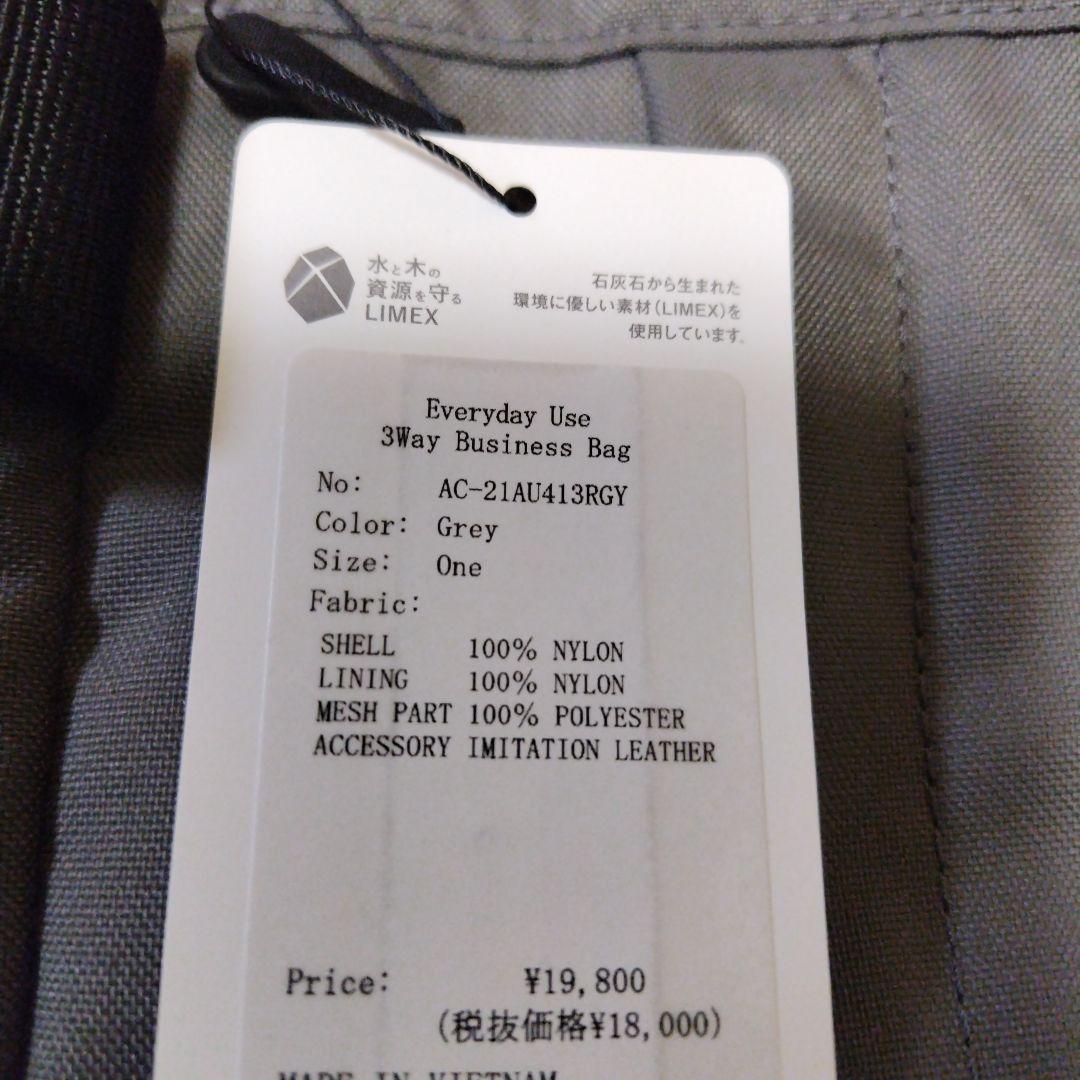 水と木の
資源を守る
LIMEX
石灰石から生まれた
環境に優しい素材(LIMEX)を
使用しています。
Everyday Use
3Way Business Bag
No: AC-21AU413RGY
Color: Grey
Size: One
Fabric:
SHELL 100% NYLON
LINING 100% NYLON
MESH PART 100% POLYESTER
ACCESSORY IMITATION LEATHER
Price: ¥19,800
(税抜価格¥18,000)
MADE IN VIETNAM